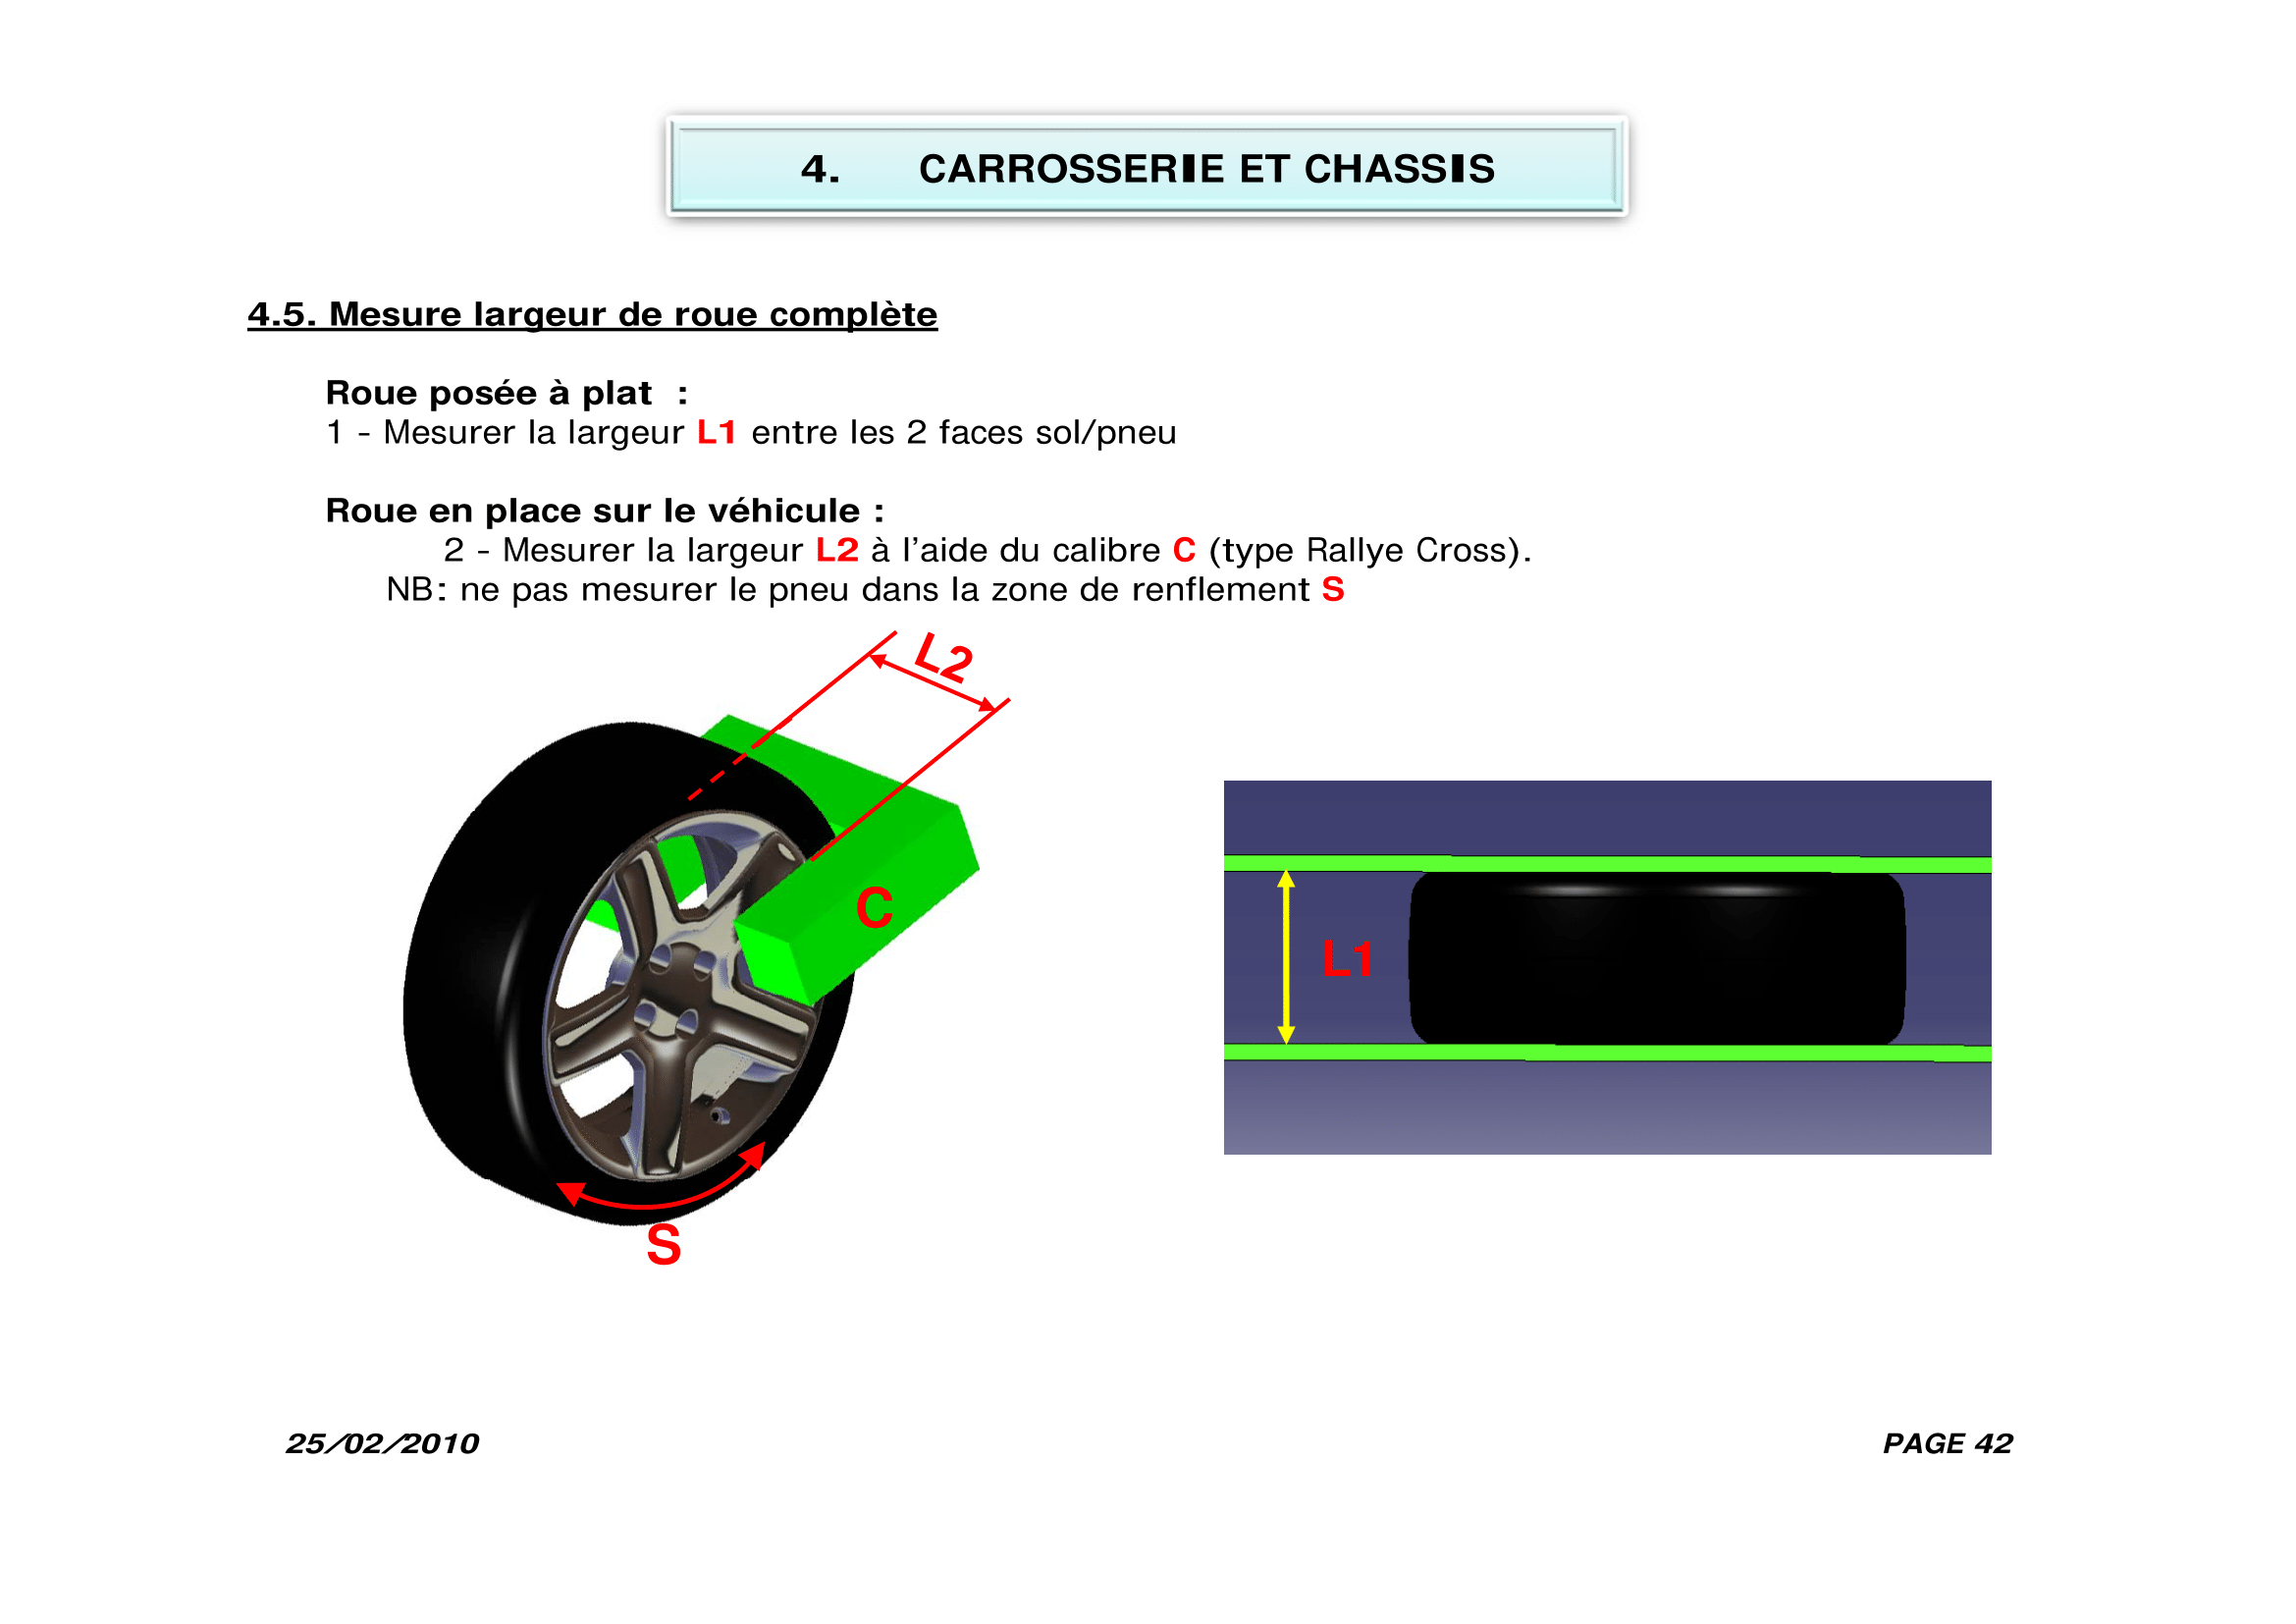 4. CARROSSERIE ET CHASSIS
4.5. Mesure largeur de roue complète
Roue posée à plat :
1 - Mesurer la largeur L1 entre les 2 faces sol/pneu
Roue en place sur le véhicule :
2 - Mesurer la largeur L2 à l'aide du calibre C (type Rallye Cross).
NB: ne pas mesurer le pneu dans la zone de renflement S
L2
C
L1
S
25/02/2010
PAGE 42